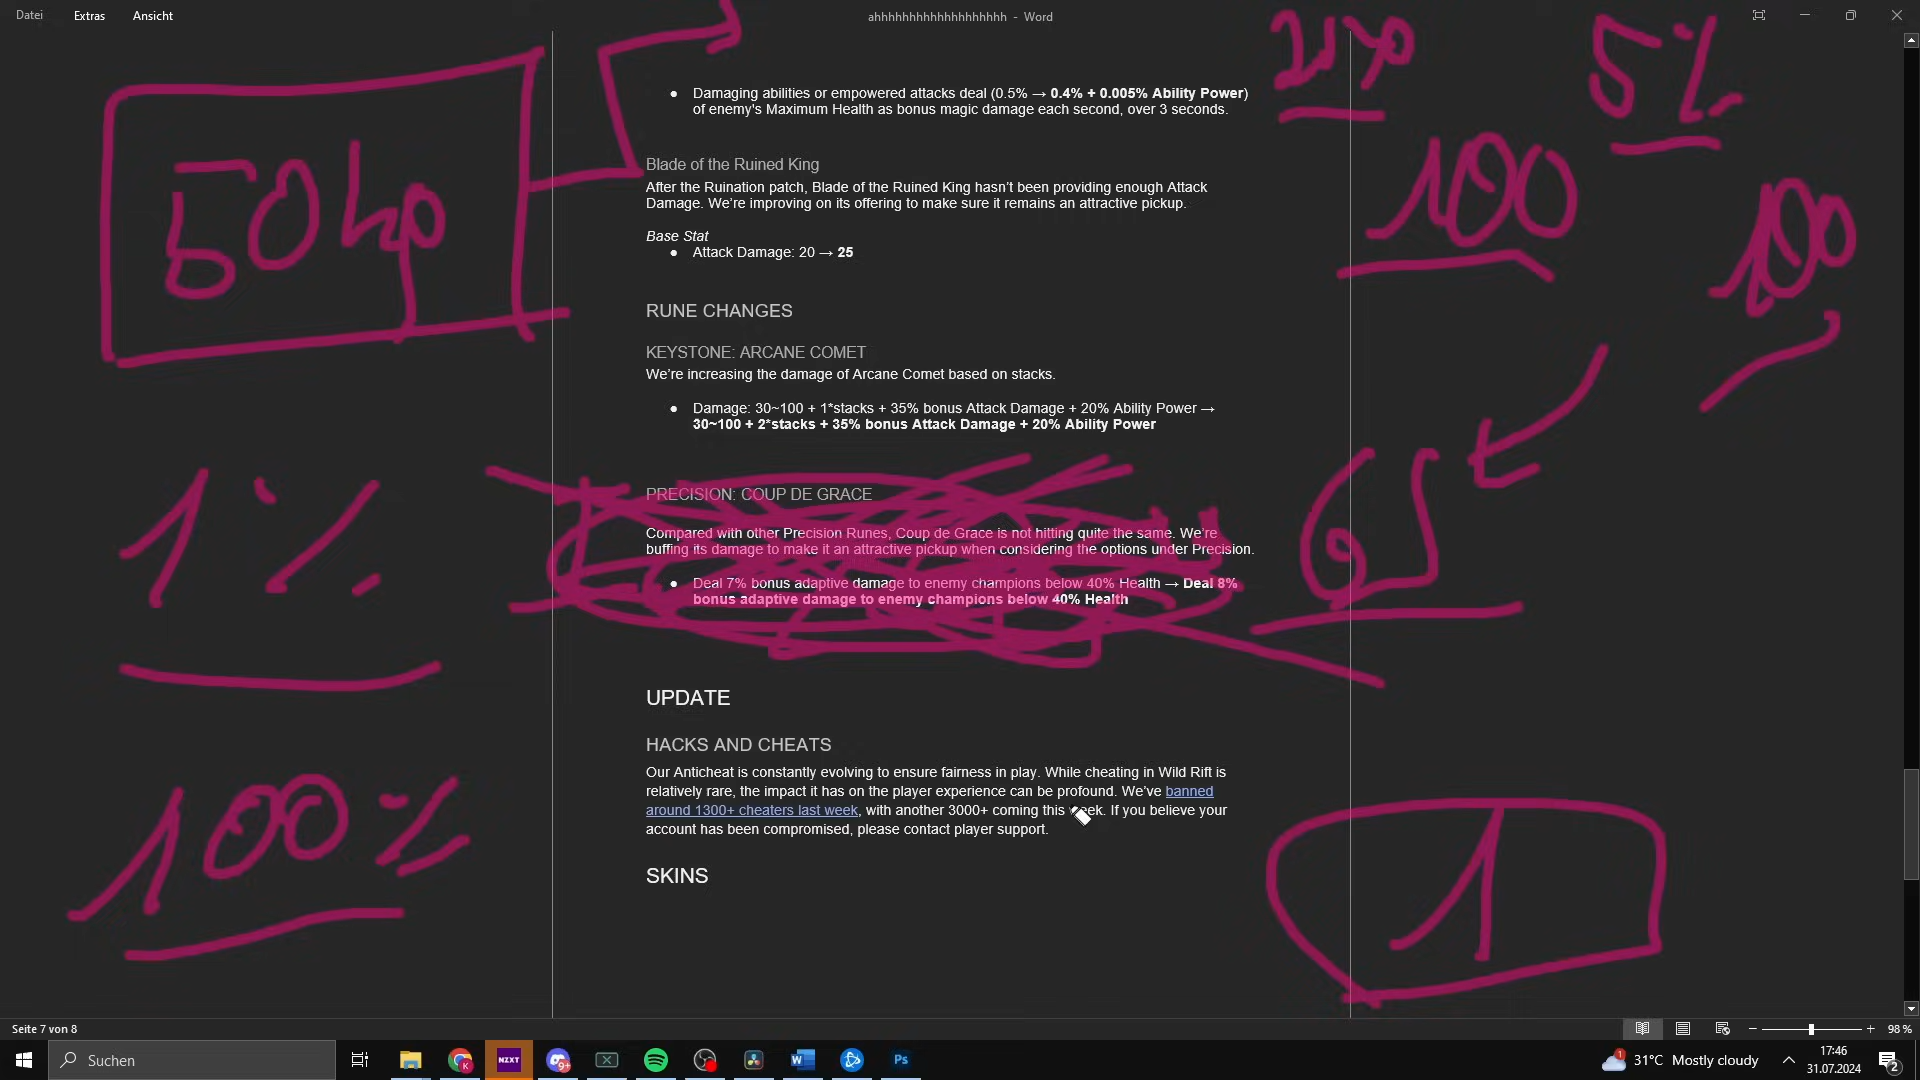 Datei Extras Ansicht ahhhhhhhhhhhhhhhhhhh - Word
● Damaging abilities or empowered attacks deal (0.5% → 0.4% + 0.005% Ability Power)
of enemy's Maximum Health as bonus magic damage each second, over 3 seconds.
5%
100
100
Blade of the Ruined King
After the Ruination patch, Blade of the Ruined King hasn't been providing enough Attack
Damage. We're improving on its offering to make sure it remains an attractive pickup.
Base Stat
● Attack Damage: 20 → 25
RUNE CHANGES
KEYSTONE: ARCANE COMET
We're increasing the damage of Arcane Comet based on stacks.
● Damage: 30~100 + 1*stacks + 35% bonus Attack Damage + 20% Ability Power →
30~100 + 2*stacks + 35% bonus Attack Damage + 20% Ability Power
1%
65
PRECISION: COUP DE GRACE
Compared with other Precision Runes, Coup de Grace is not hitting quite the same. We're
buffing its damage to make it an attractive pickup when considering the options under Precision.
● Deal 7% bonus adaptive damage to enemy champions below 40% Health → Deal 8%
bonus adaptive damage to enemy champions below 40% Health
UPDATE
HACKS AND CHEATS
Our Anticheat is constantly evolving to ensure fairness in play. While cheating in Wild Rift is
relatively rare, the impact it has on the player experience can be profound. We've banned
around 1300+ cheaters last week, with another 3000+ coming this week. If you believe your
account has been compromised, please contact player support.
100%
1
SKINS
Seite 7 von 8
98 %
Suchen
NZXT
9+
Ps
1
31°C Mostly cloudy
17:46
31.07.2024
2